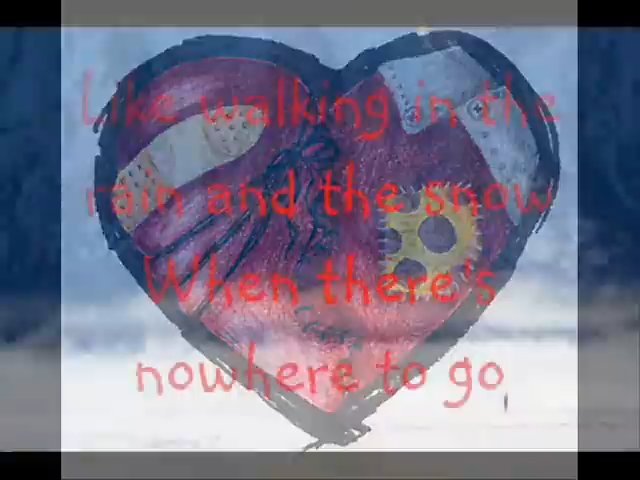 Like walking in the
rain and the snow
When there's
nowhere to go